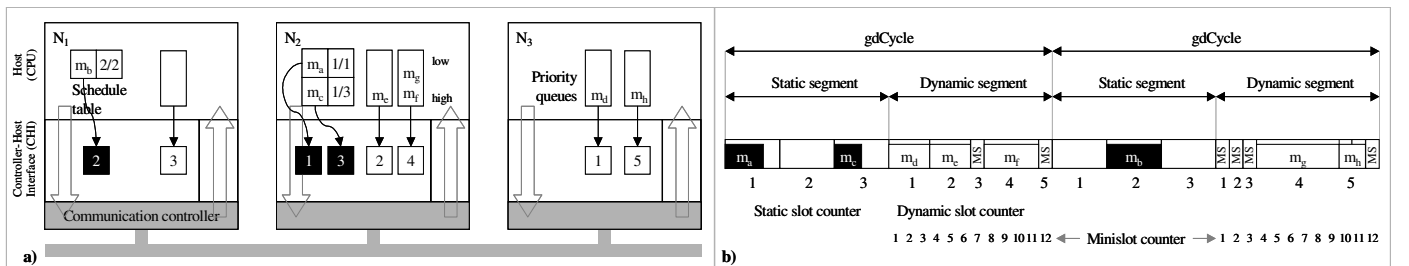 N1
mb 2/2
Schedule
table
2
3
N2
ma 1/1
mc 1/3
me
mg
mf
low
high
1
3
2
4
N3
Priority
queues
md
mh
1
5
Host
(CPU)
Controller-Host
Interface (CHI)
Communication controller
a)
gdCycle gdCycle
Static segment Dynamic segment Static segment Dynamic segment
ma mc md me MS mf MS mb MS MS MS mg mh MS
1 2 3 1 2 3 4 5 1 2 3 1 2 3 4 5
Static slot counter Dynamic slot counter
1 2 3 4 5 6 7 8 9 10 11 12 Minislot counter 1 2 3 4 5 6 7 8 9 10 11 12
b)